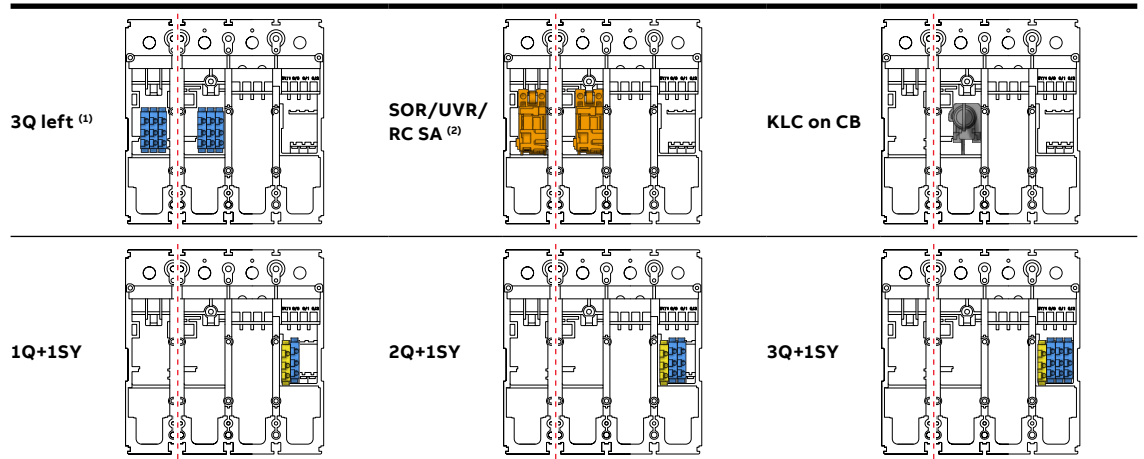 3Q left (1)
SOR/UVR/
RC SA (2)
KLC on CB
1Q+1SY
2Q+1SY
3Q+1SY